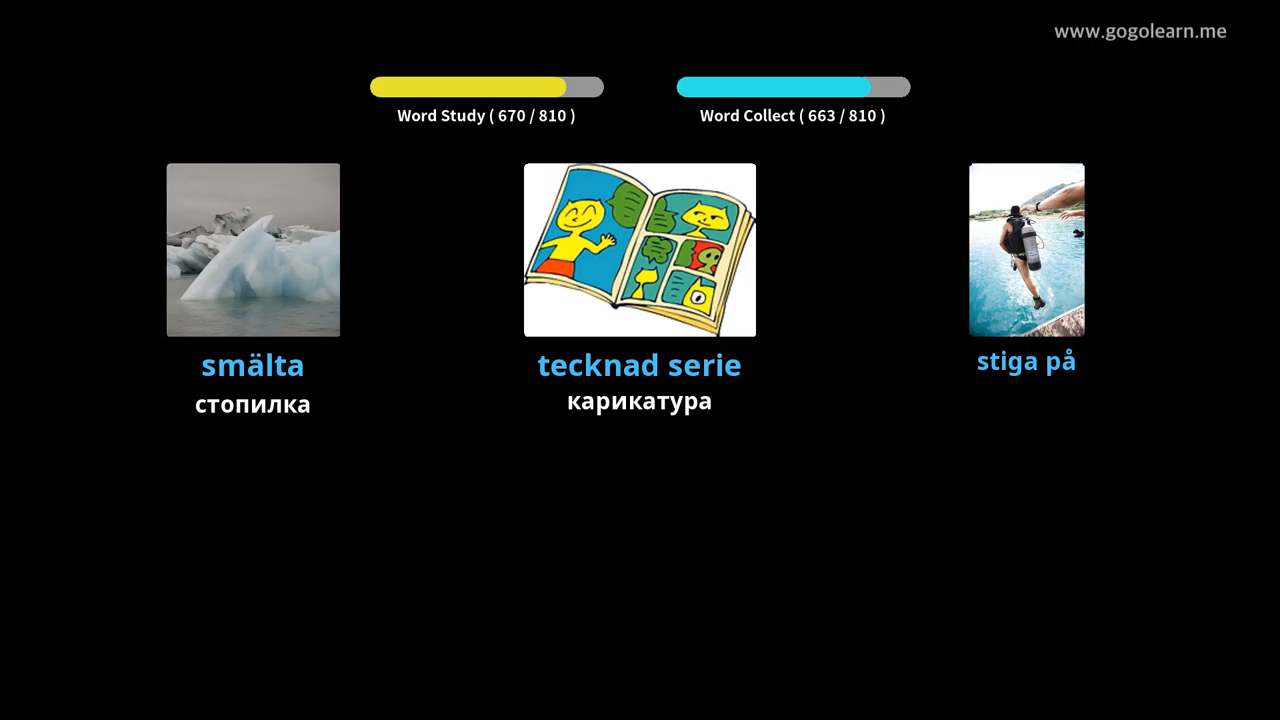 www.gogolearn.me
Word Study ( 670 / 810 )
Word Collect ( 663 / 810 )
smälta
стопилка
tecknad serie
карикатура
stiga på